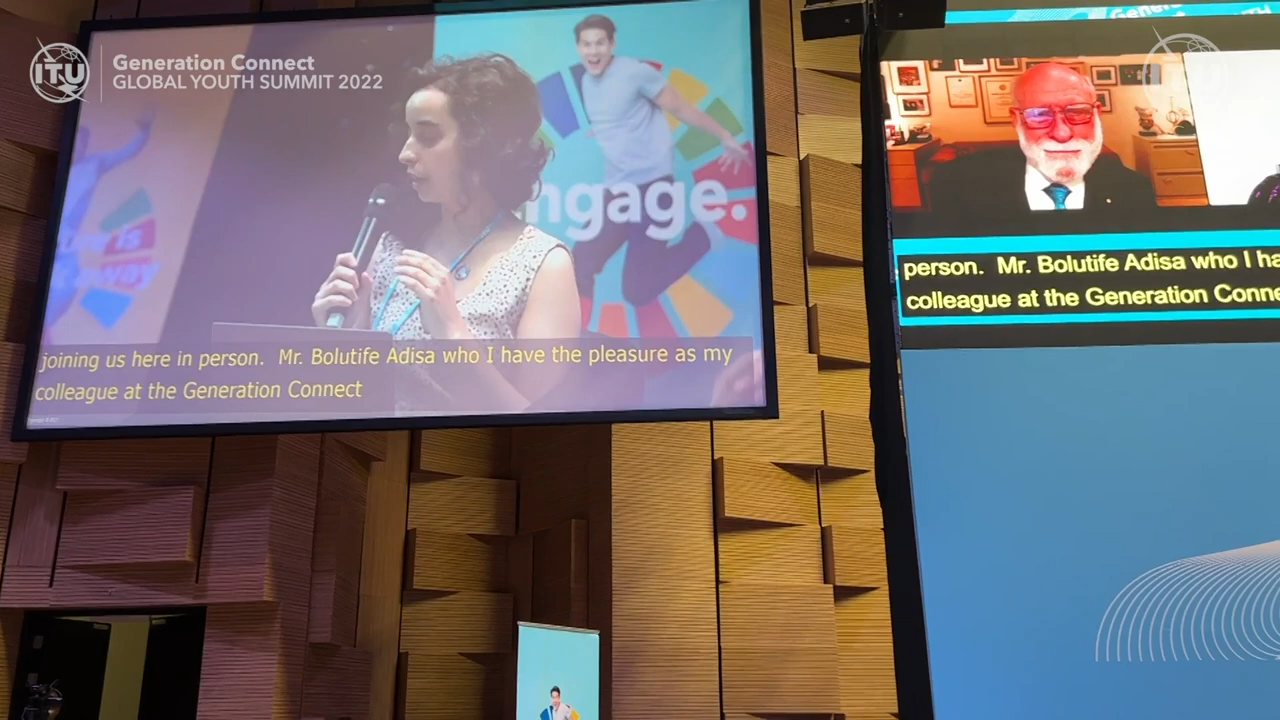 ITU
Generation Connect
GLOBAL YOUTH SUMMIT 2022
ngage.
is
away
joining us here in person. Mr. Bolutife Adisa who I have the pleasure as my
colleague at the Generation Connect
person. Mr. Bolutife Adisa who I ha
colleague at the Generation Conne